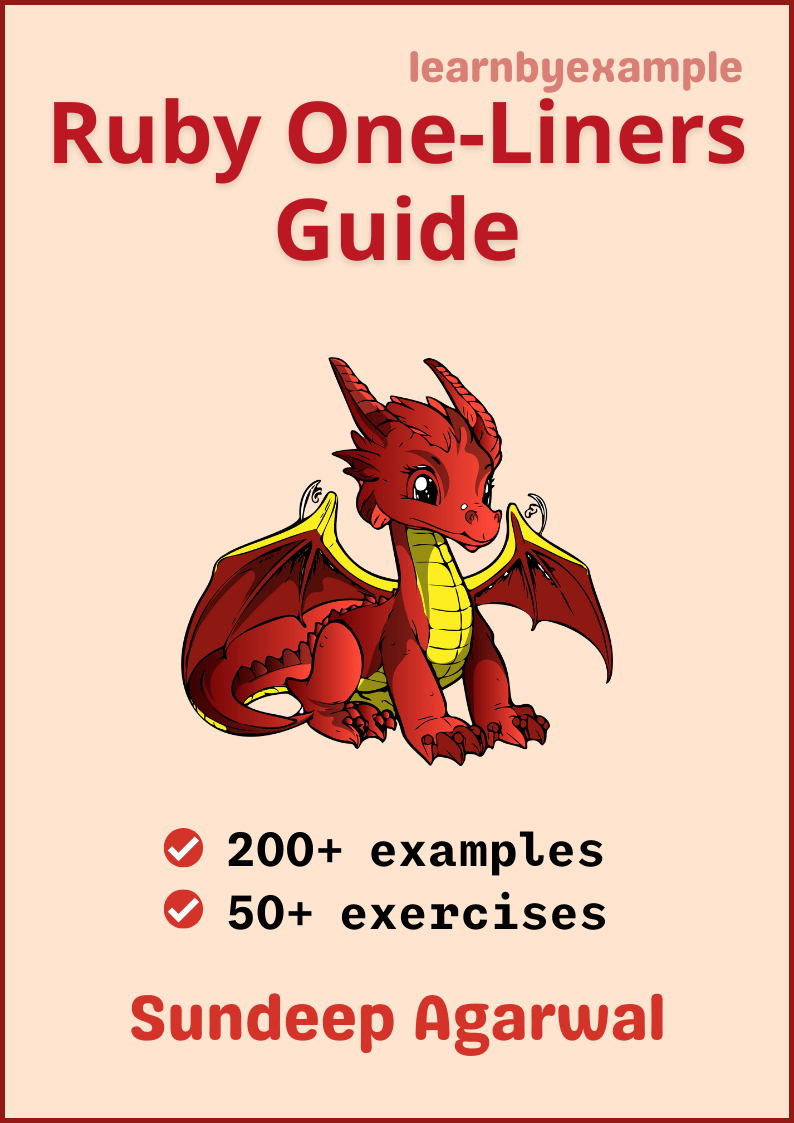 learnbyexample
Ruby One-Liners
Guide
200+ examples
50+ exercises
Sundeep Agarwal